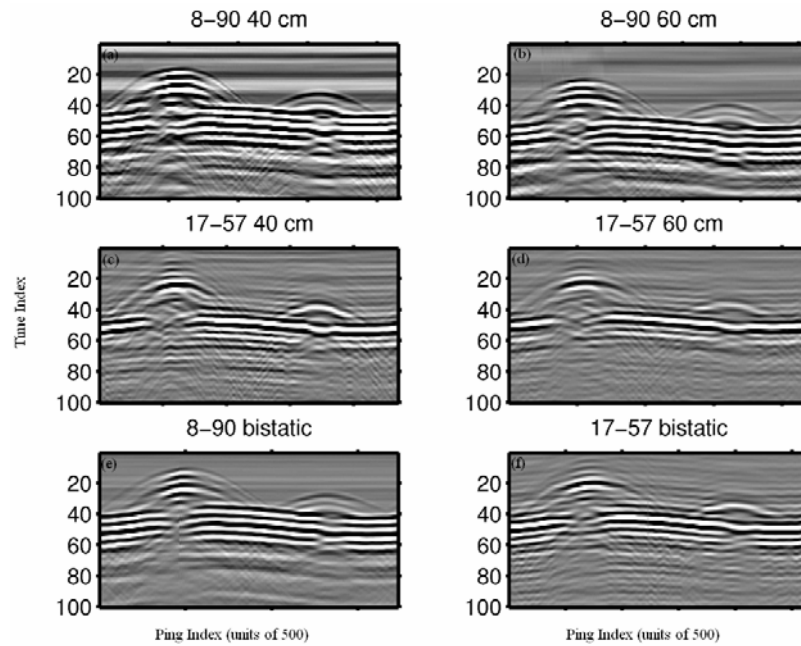 8–90 40 cm
8–90 60 cm
(a)
20
40
60
80
100
(b)
20
40
60
80
100
17–57 40 cm
17–57 60 cm
(c)
20
40
60
80
100
(d)
20
40
60
80
100
Time Index
8–90 bistatic
17–57 bistatic
(e)
20
40
60
80
100
(f)
20
40
60
80
100
Ping Index (units of 500)
Ping Index (units of 500)